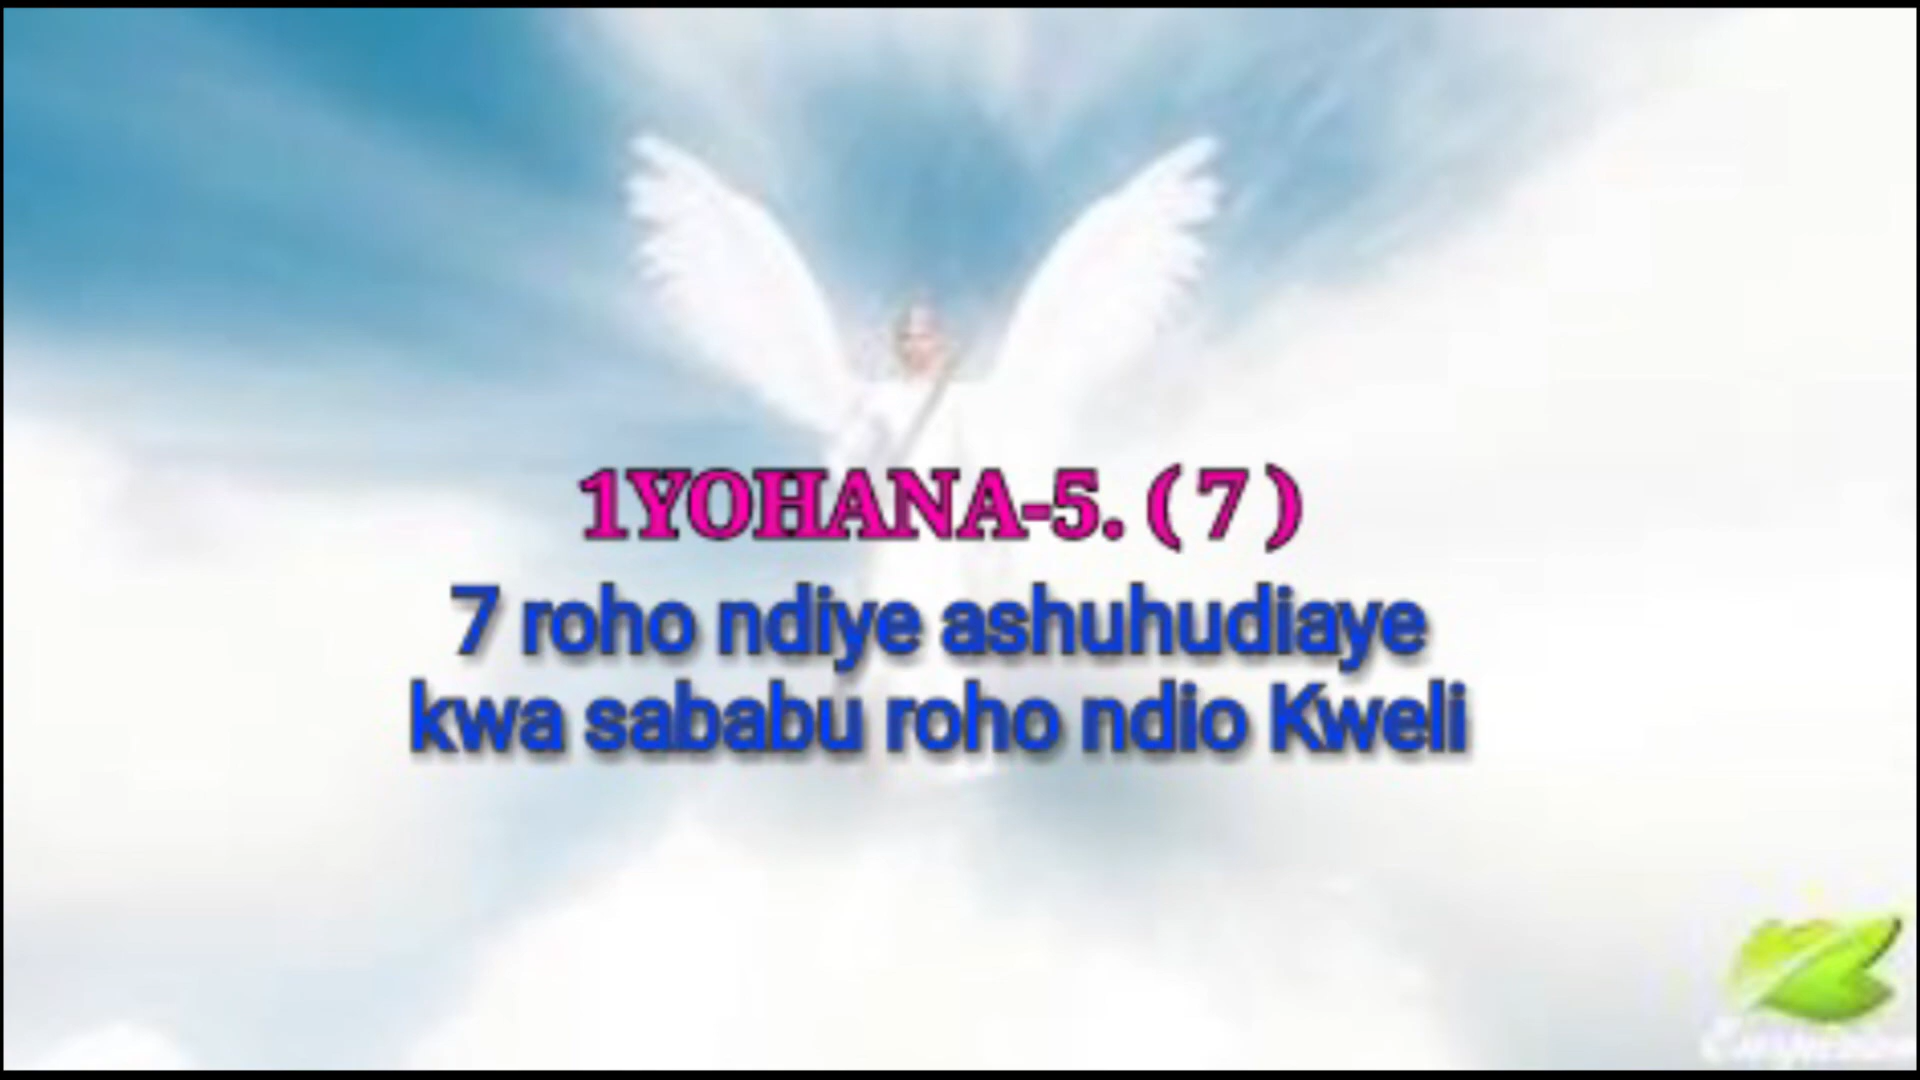 1YOHANA-5. ( 7 )
7 roho ndiye ashuhudiaye
kwa sababu roho ndio Kweli